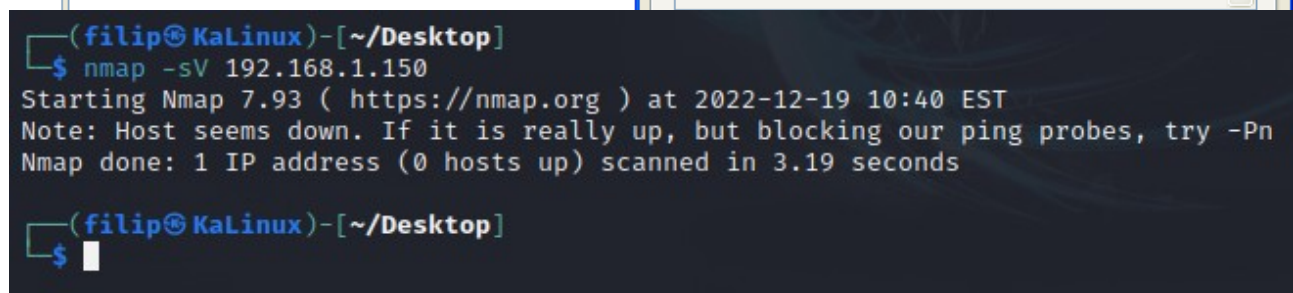 ┌──(filip㉿KaLinux)-[~/Desktop]
└─$ nmap -sV 192.168.1.150
Starting Nmap 7.93 ( https://nmap.org ) at 2022-12-19 10:40 EST
Note: Host seems down. If it is really up, but blocking our ping probes, try -Pn
Nmap done: 1 IP address (0 hosts up) scanned in 3.19 seconds
┌──(filip㉿KaLinux)-[~/Desktop]
└─$